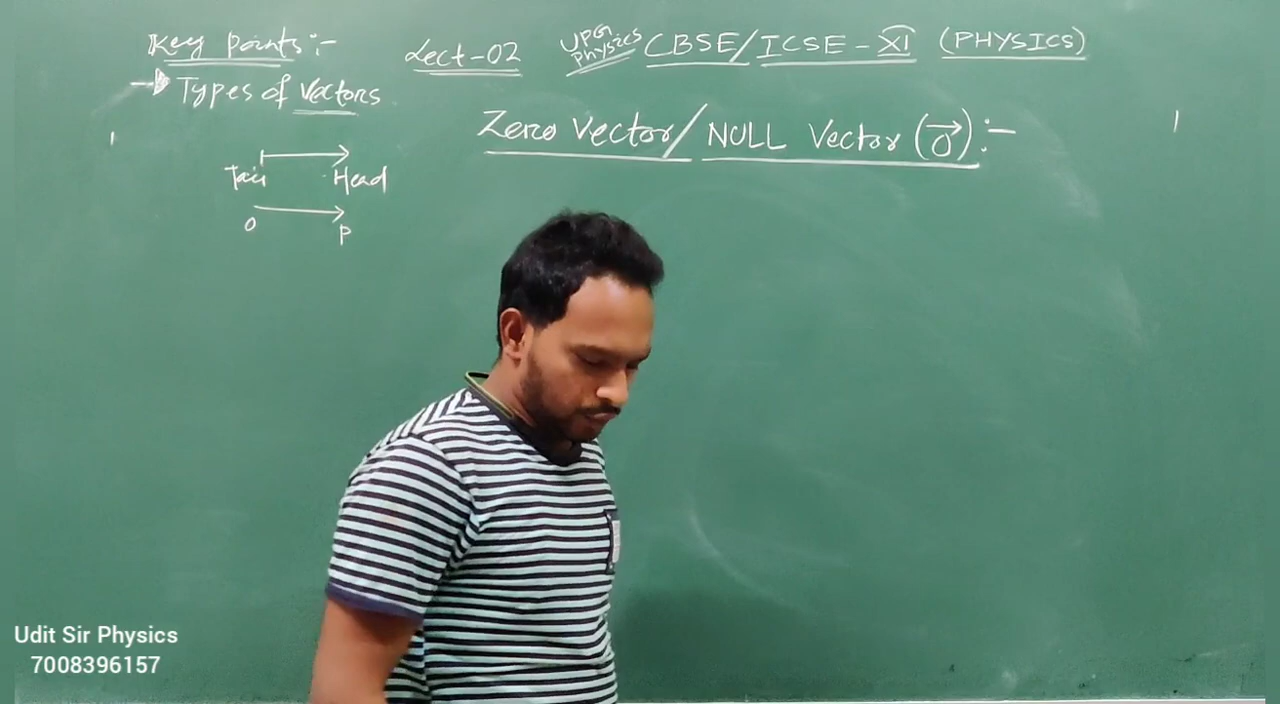 Key points:-
Lect-02
UPG Physics
CBSE/ICSE-XI (PHYSICS)
Types of Vectors
Zero Vector/NULL Vector (0):-
Tail Head
O P
Udit Sir Physics
7008396157